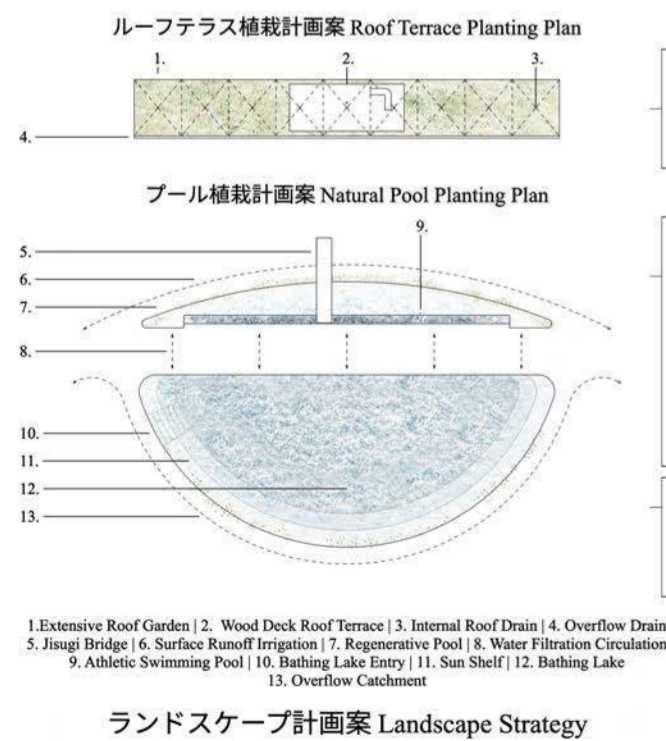 ルーフテラス植栽計画案 Roof Terrace Planting Plan
1. 2. 3.
4.
プール植栽計画案 Natural Pool Planting Plan
9.
5.
6.
7.
8.
10.
11.
12.
13.
1.Extensive Roof Garden | 2. Wood Deck Roof Terrace | 3. Internal Roof Drain | 4. Overflow Drain
5. Jisugi Bridge | 6. Surface Runoff Irrigation | 7. Regenerative Pool | 8. Water Filtration Circulation
9. Athletic Swimming Pool | 10. Bathing Lake Entry | 11. Sun Shelf | 12. Bathing Lake
13. Overflow Catchment
ランドスケープ計画案 Landscape Strategy